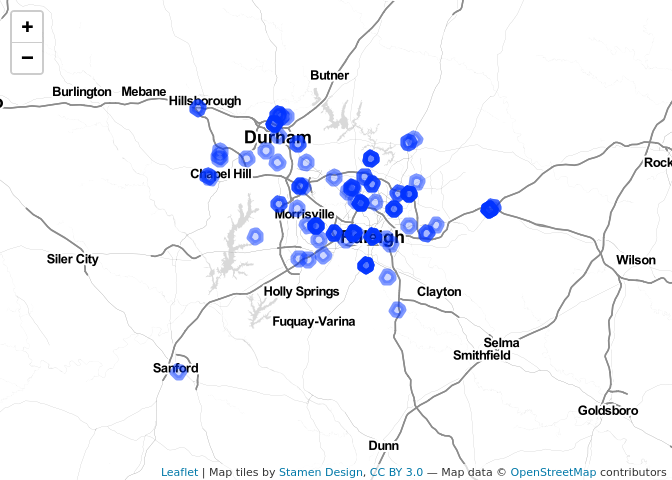 +
−
Butner
Burlington
Mebane
Hillsborough
Durham
Chapel Hill
Rock
Morrisville
Raleigh
Siler City
Wilson
Holly Springs
Clayton
Fuquay-Varina
Selma
Smithfield
Sanford
Goldsboro
Dunn
Leaflet | Map tiles by Stamen Design, CC BY 3.0 — Map data © OpenStreetMap contributors